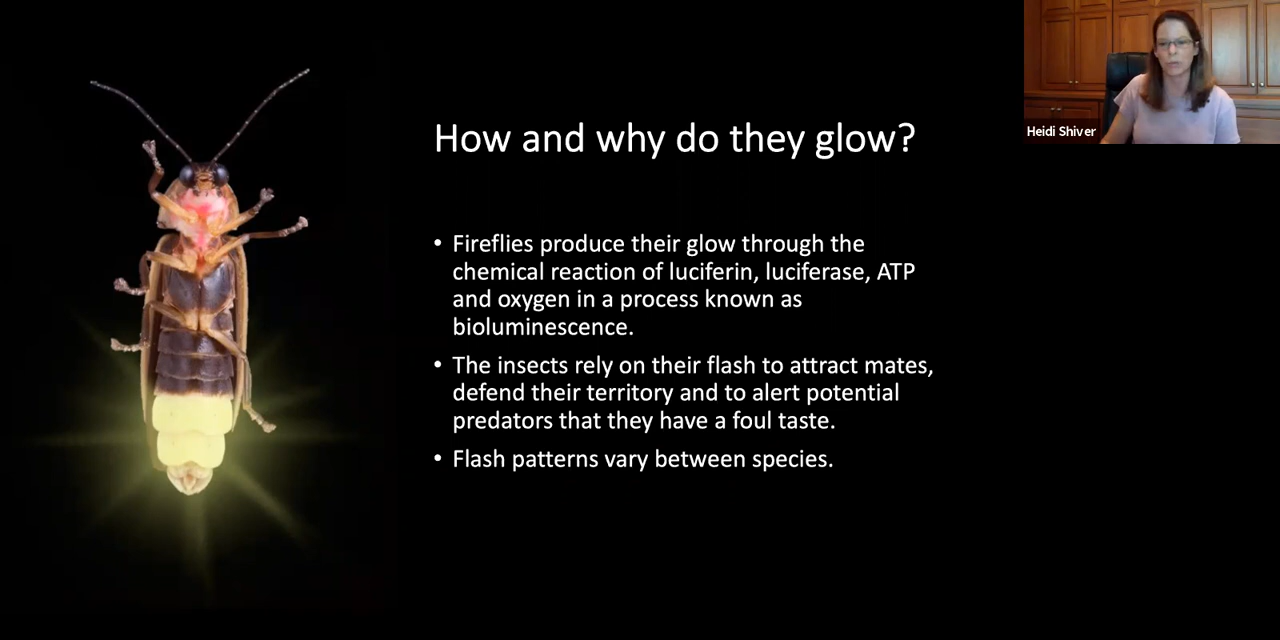 How and why do they glow?
• Fireflies produce their glow through the
chemical reaction of luciferin, luciferase, ATP
and oxygen in a process known as
bioluminescence.
• The insects rely on their flash to attract mates,
defend their territory and to alert potential
predators that they have a foul taste.
• Flash patterns vary between species.
Heidi Shiver